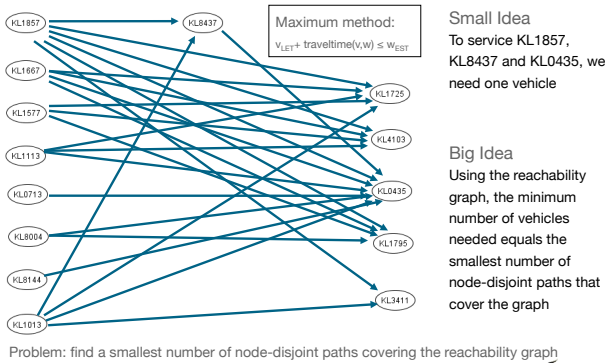 KL1857
KL8437
KL1667
KL1577
KL1113
KL0713
KL8004
KL8144
KL1013
KL1725
KL4103
KL0435
KL1795
KL3411
Maximum method:
vLET+ traveltime(v,w) ≤ wEST
Small Idea
To service KL1857,
KL8437 and KL0435, we
need one vehicle
Big Idea
Using the reachability
graph, the minimum
number of vehicles
needed equals the
smallest number of
node-disjoint paths that
cover the graph
Problem: find a smallest number of node-disjoint paths covering the reachability graph